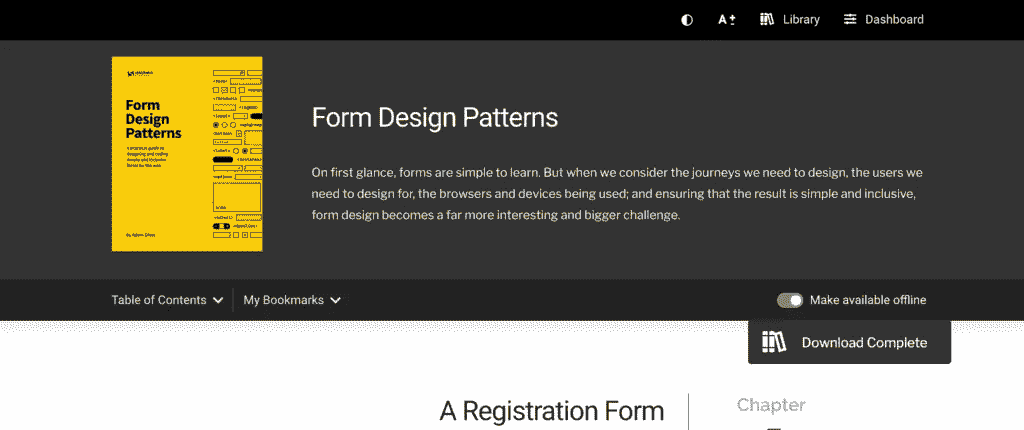 A± Library Dashboard
Form
Design
Patterns
Form Design Patterns
On first glance, forms are simple to learn. But when we consider the journeys we need to design, the users we
need to design for, the browsers and devices being used; and ensuring that the result is simple and inclusive,
form design becomes a far more interesting and bigger challenge.
Table of Contents My Bookmarks Make available offline
Download Complete
A Registration Form Chapter